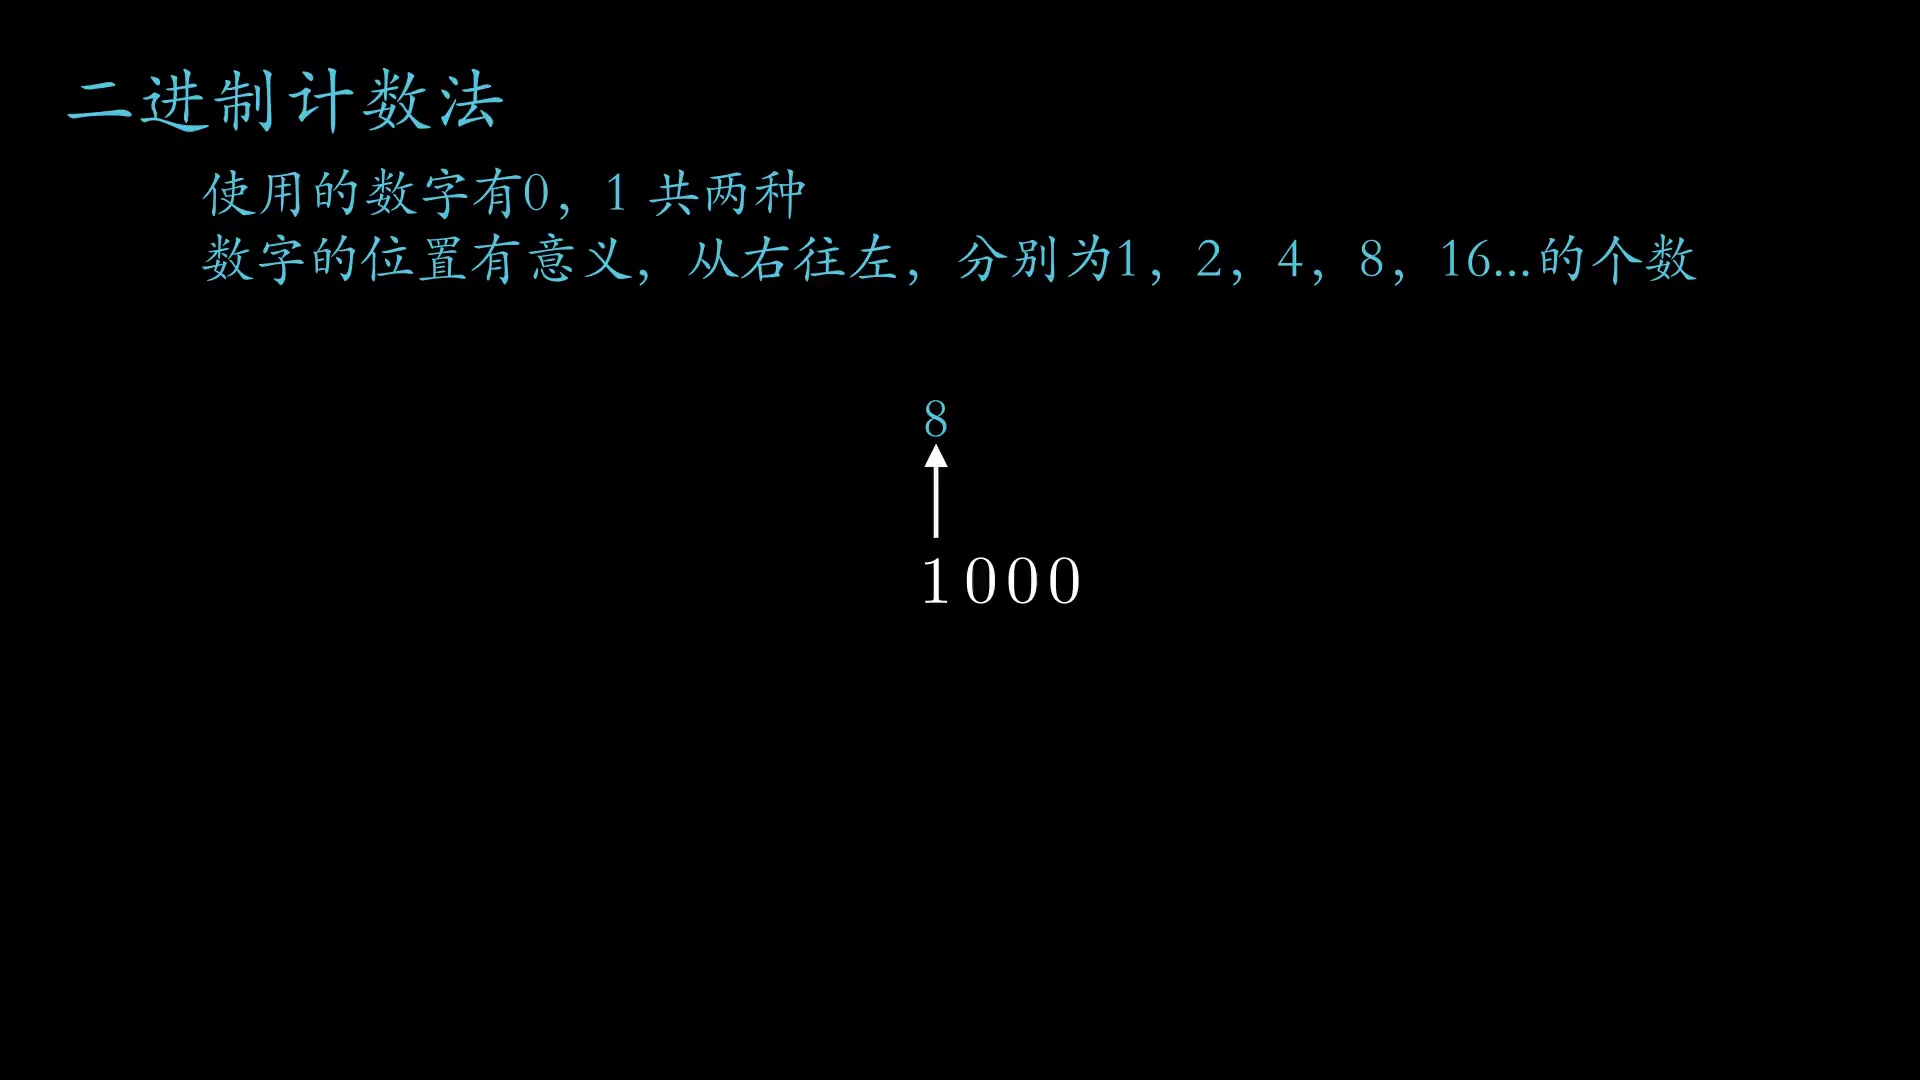 二进制计数法
使用的数字有0，1 共两种
数字的位置有意义，从右往左，分别为1，2，4，8，16...的个数
8
1000